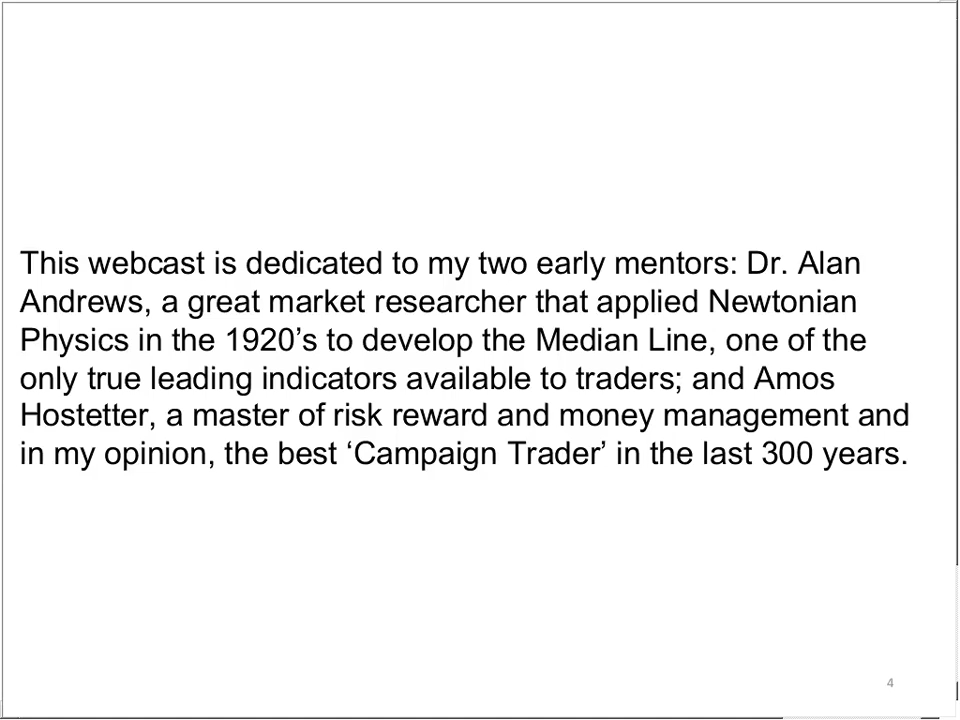 This webcast is dedicated to my two early mentors: Dr. Alan
Andrews, a great market researcher that applied Newtonian
Physics in the 1920’s to develop the Median Line, one of the
only true leading indicators available to traders; and Amos
Hostetter, a master of risk reward and money management and
in my opinion, the best ‘Campaign Trader’ in the last 300 years.
4